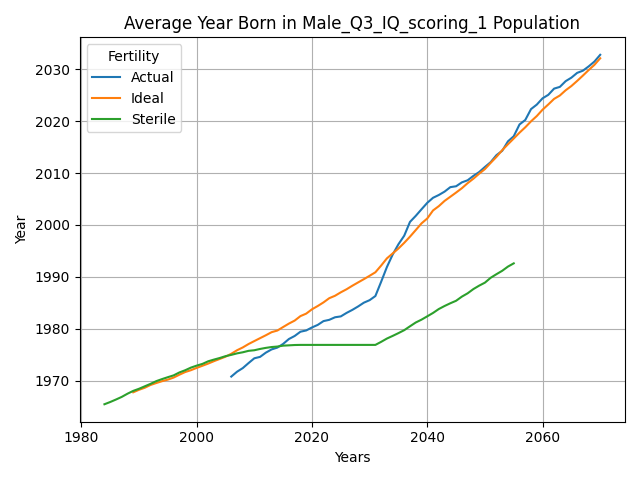 Average Year Born in Male_Q3_IQ_scoring_1 Population
Fertility
Actual
Ideal
Sterile
2030
2020
2010
2000
1990
1980
1970
Year
1980
2000
2020
2040
2060
Years